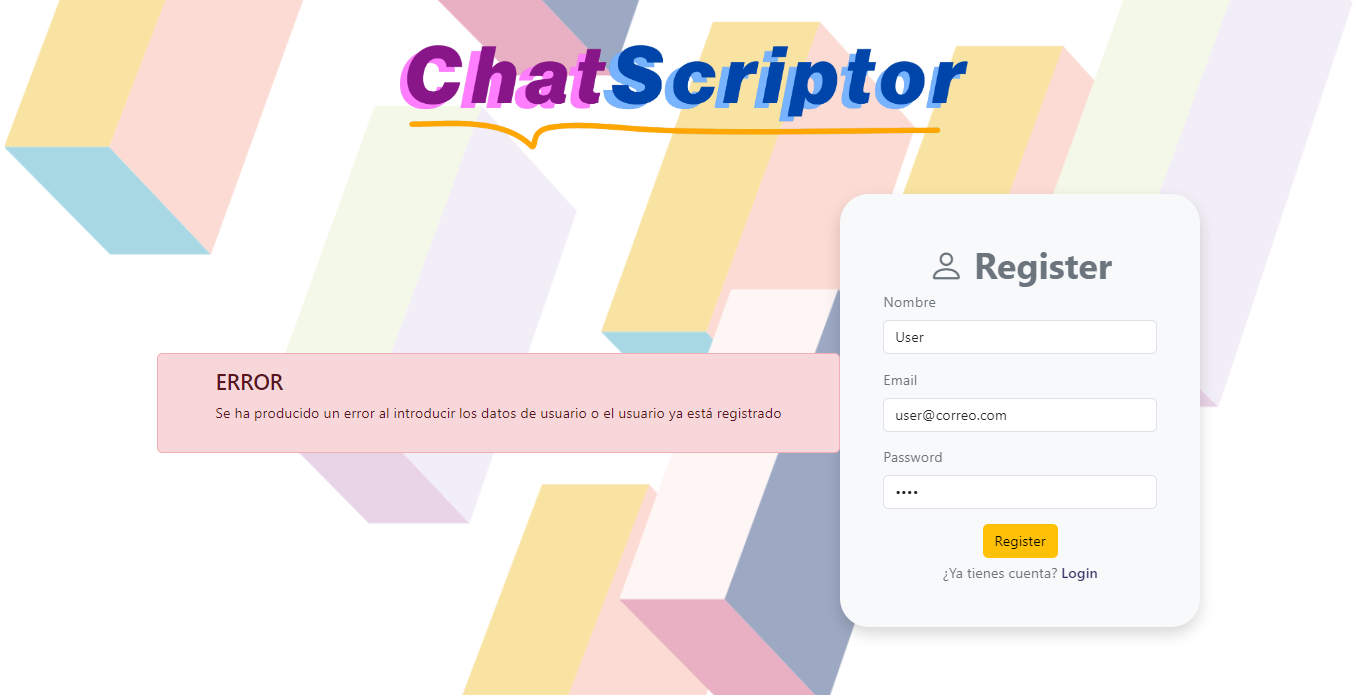 ChatScriptor
Register
Nombre
User
Email
user@correo.com
Password
••••
Register
¿Ya tienes cuenta? Login
ERROR
Se ha producido un error al introducir los datos de usuario o el usuario ya está registrado